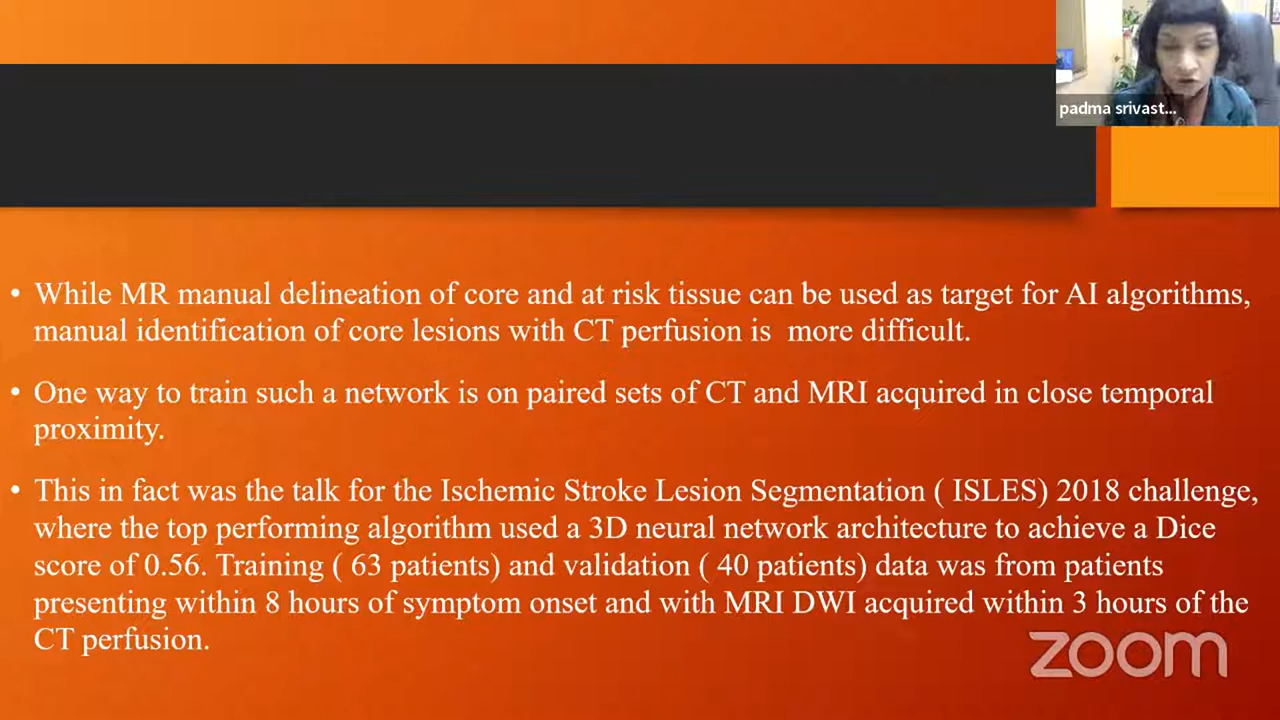 padma srivast...
• While MR manual delineation of core and at risk tissue can be used as target for AI algorithms,
manual identification of core lesions with CT perfusion is  more difficult.
• One way to train such a network is on paired sets of CT and MRI acquired in close temporal
proximity.
• This in fact was the talk for the Ischemic Stroke Lesion Segmentation ( ISLES) 2018 challenge,
where the top performing algorithm used a 3D neural network architecture to achieve a Dice
score of 0.56. Training ( 63 patients) and validation ( 40 patients) data was from patients
presenting within 8 hours of symptom onset and with MRI DWI acquired within 3 hours of the
CT perfusion.
zoom